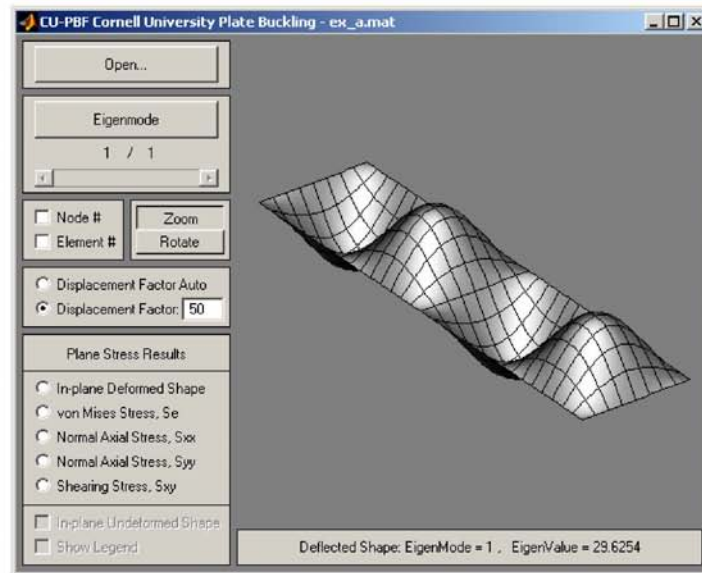 CU-PBF Cornell University Plate Buckling - ex_a.mat
Open...
Eigenmode
1 / 1
Node #
Element #
Zoom
Rotate
Displacement Factor Auto
Displacement Factor: 50
Plane Stress Results
In-plane Deformed Shape
von Mises Stress, Se
Normal Axial Stress, Sxx
Normal Axial Stress, Syy
Shearing Stress, Sxy
In-plane Undeformed Shape
Show Legend
Deflected Shape: EigenMode = 1 , EigenValue = 29.6254